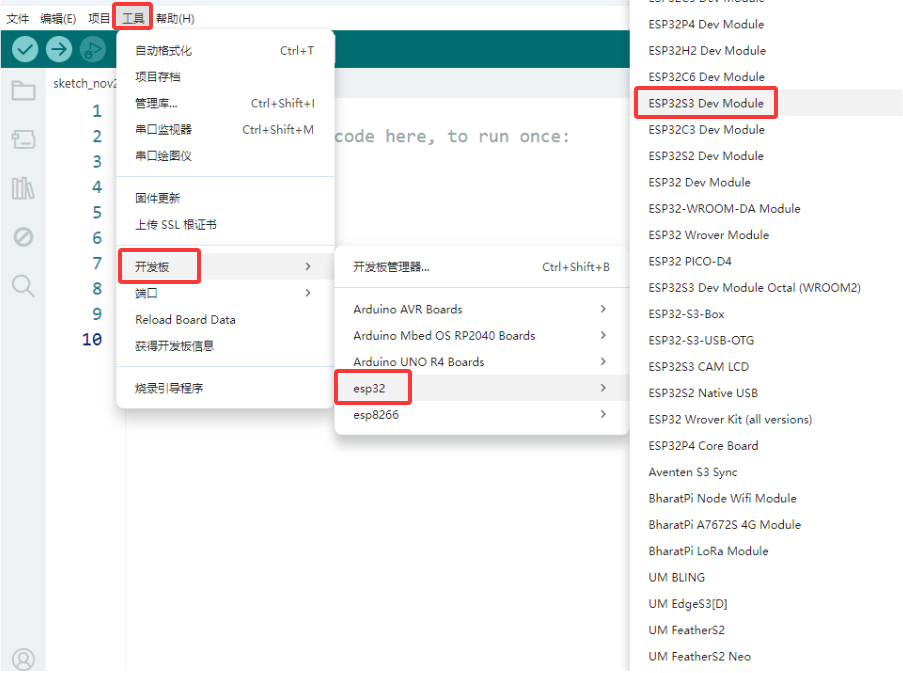 文件 编辑(E) 项目 工具 帮助(H)
sketch_nov2
1
2
3
4
5
6
7
8
9
10
code here, to run once:
自动格式化 Ctrl+T
项目存档
管理库... Ctrl+Shift+I
串口监视器 Ctrl+Shift+M
串口绘图仪
固件更新
上传 SSL 根证书
开发板
端口
Reload Board Data
获得开发板信息
烧录引导程序
开发板管理器... Ctrl+Shift+B
Arduino AVR Boards
Arduino Mbed OS RP2040 Boards
Arduino UNO R4 Boards
esp32
esp8266
ESP32P4 Dev Module
ESP32H2 Dev Module
ESP32C6 Dev Module
ESP32S3 Dev Module
ESP32C3 Dev Module
ESP32S2 Dev Module
ESP32 Dev Module
ESP32-WROOM-DA Module
ESP32 Wrover Module
ESP32 PICO-D4
ESP32S3 Dev Module Octal (WROOM2)
ESP32-S3-Box
ESP32-S3-USB-OTG
ESP32S3 CAM LCD
ESP32S2 Native USB
ESP32 Wrover Kit (all versions)
ESP32P4 Core Board
Aventen S3 Sync
BharatPi Node Wifi Module
BharatPi A7672S 4G Module
BharatPi LoRa Module
UM BLING
UM EdgeS3[D]
UM FeatherS2
UM FeatherS2 Neo